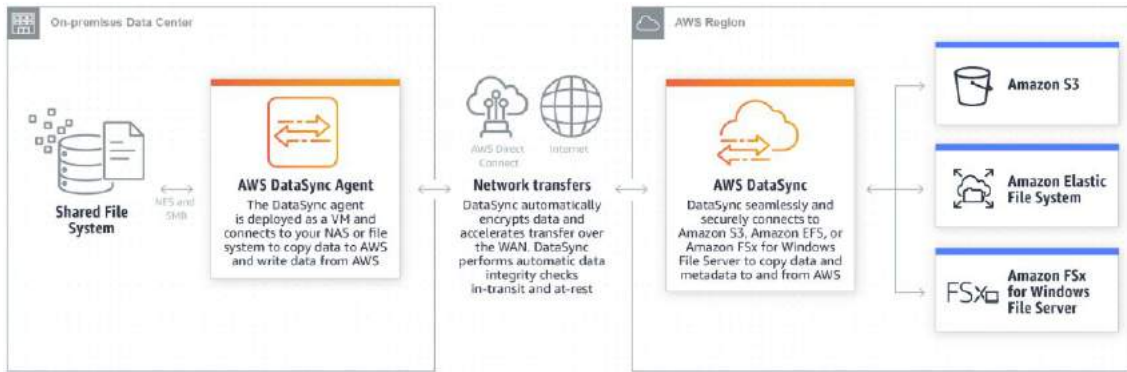 On-premises Data Center
AWS Region
Shared File
System
NFS and
SMB
AWS DataSync Agent
The DataSync agent
is deployed as a VM and
connects to your NAS or file
system to copy data to AWS
and write data from AWS
AWS Direct
Connect
Internet
Network transfers
DataSync automatically
encrypts data and
accelerates transfer over
the WAN. DataSync
performs automatic data
integrity checks
in-transit and at-rest
AWS DataSync
DataSync seamlessly and
securely connects to
Amazon S3, Amazon EFS, or
Amazon FSx for Windows
File Server to copy data and
metadata to and from AWS
Amazon S3
Amazon Elastic
File System
FSx
Amazon FSx
for Windows
File Server